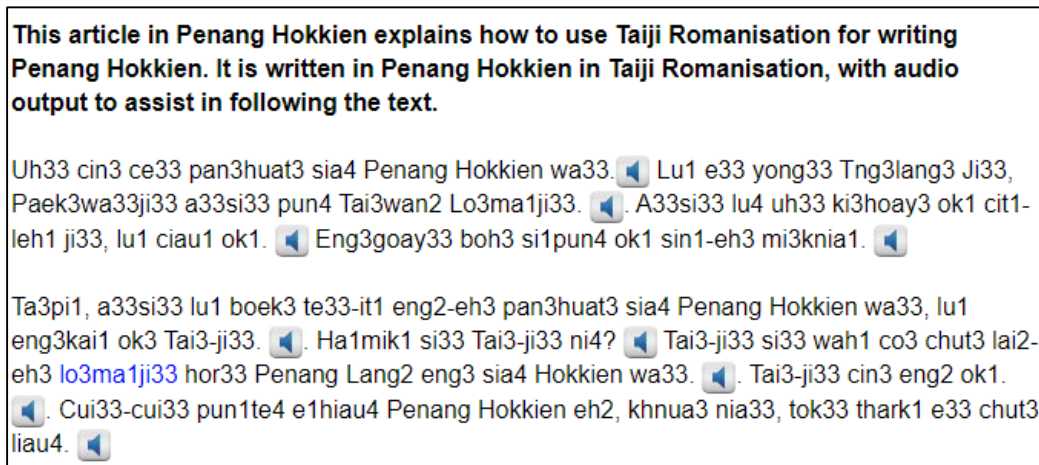 This article in Penang Hokkien explains how to use Taiji Romanisation for writing
Penang Hokkien. It is written in Penang Hokkien in Taiji Romanisation, with audio
output to assist in following the text.
Uh33 cin3 ce33 pan3huat3 sia4 Penang Hokkien wa33. Lu1 e33 yong33 Tng3lang3 Ji33,
Paek3wa33ji33 a33si33 pun4 Tai3wan2 Lo3ma1ji33. . A33si33 lu4 uh33 ki3hoay3 ok1 cit1-
leh1 ji33, lu1 ciau1 ok1. Eng3goay33 boh3 si1pun4 ok1 sin1-eh3 mi3knia1.
Ta3pi1, a33si33 lu1 boek3 te33-it1 eng2-eh3 pan3huat3 sia4 Penang Hokkien wa33, lu1
eng3kai1 ok3 Tai3-ji33. . Ha1mik1 si33 Tai3-ji33 ni4? Tai3-ji33 si33 wah1 co3 chut3 lai2-
eh3 lo3ma1ji33 hor33 Penang Lang2 eng3 sia4 Hokkien wa33. . Tai3-ji33 cin3 eng2 ok1.
. Cui33-cui33 pun1te4 e1hiau4 Penang Hokkien eh2, khnua3 nia33, tok33 thark1 e33 chut3
liau4.